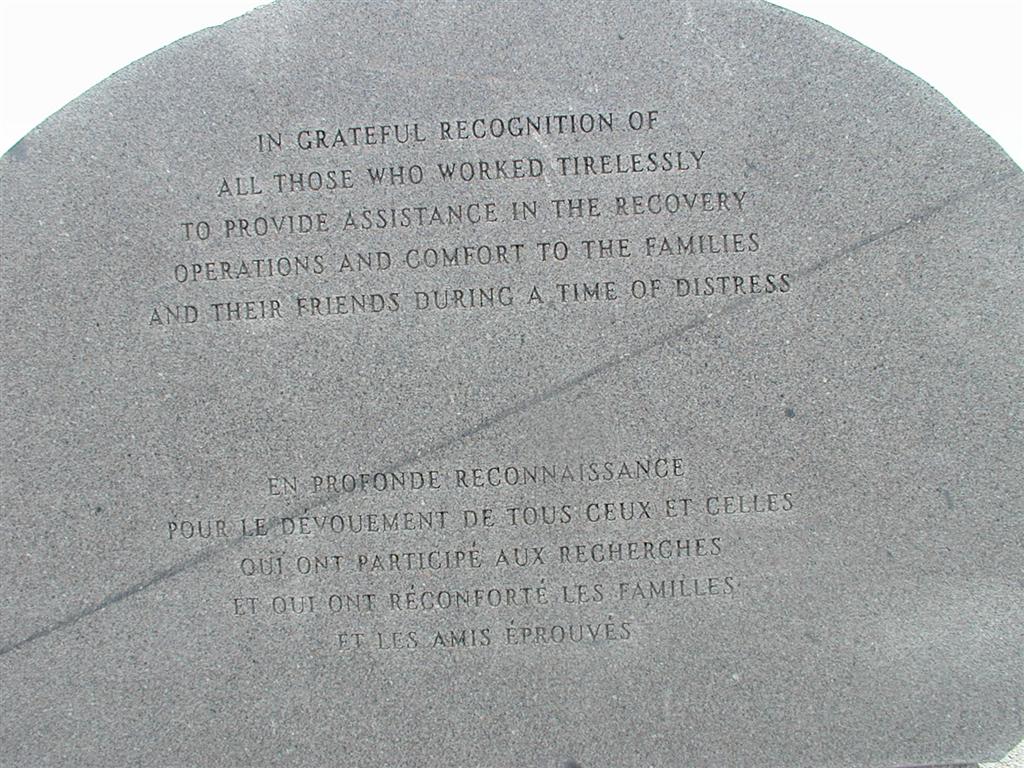 IN GRATEFUL RECOGNITION OF
ALL THOSE WHO WORKED TIRELESSLY
TO PROVIDE ASSISTANCE IN THE RECOVERY
OPERATIONS AND COMFORT TO THE FAMILIES
AND THEIR FRIENDS DURING A TIME OF DISTRESS
EN PROFONDE RECONNAISSANCE
POUR LE DÉVOUEMENT DE TOUS CEUX ET CELLES
QUI ONT PARTICIPÉ AUX RECHERCHES
ET QUI ONT RÉCONFORTÉ LES FAMILLES
ET LES AMIS ÉPROUVÉS